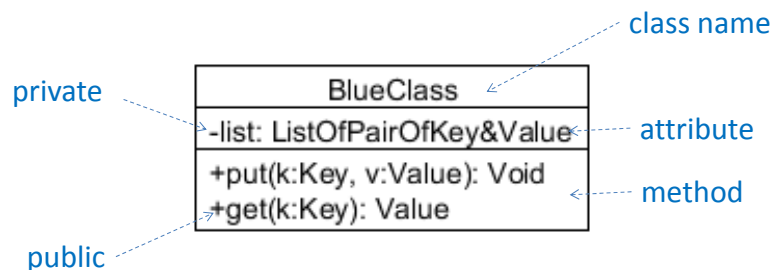 class name
private
BlueClass
-list: ListOfPairOfKey&Value
attribute
+put(k:Key, v:Value): Void
method
+get(k:Key): Value
public